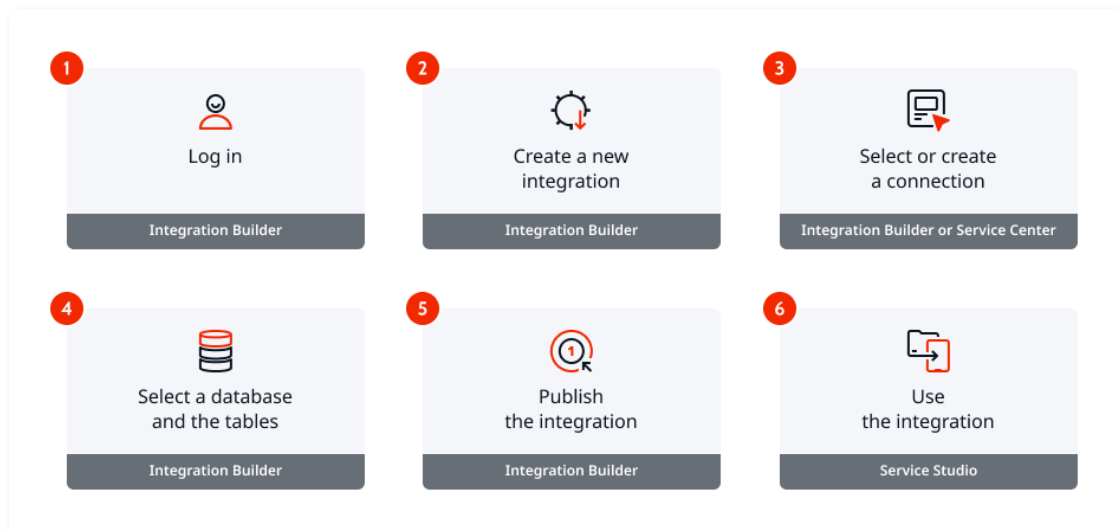 1
Log in
Integration Builder
2
Create a new
integration
Integration Builder
3
Select or create
a connection
Integration Builder or Service Center
4
Select a database
and the tables
Integration Builder
5
1
Publish
the integration
Integration Builder
6
Use
the integration
Service Studio